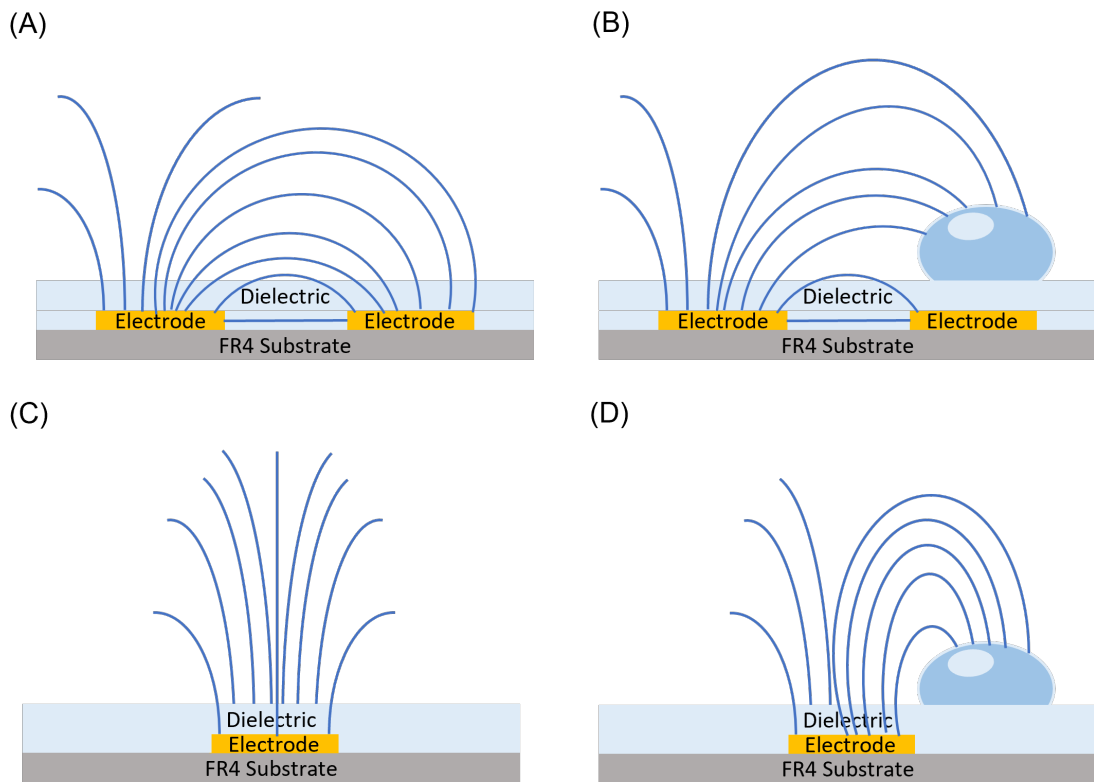 (A)
Dielectric
Electrode Electrode
FR4 Substrate
(B)
Dielectric
Electrode Electrode
FR4 Substrate
(C)
Dielectric
Electrode
FR4 Substrate
(D)
Dielectric
Electrode
FR4 Substrate